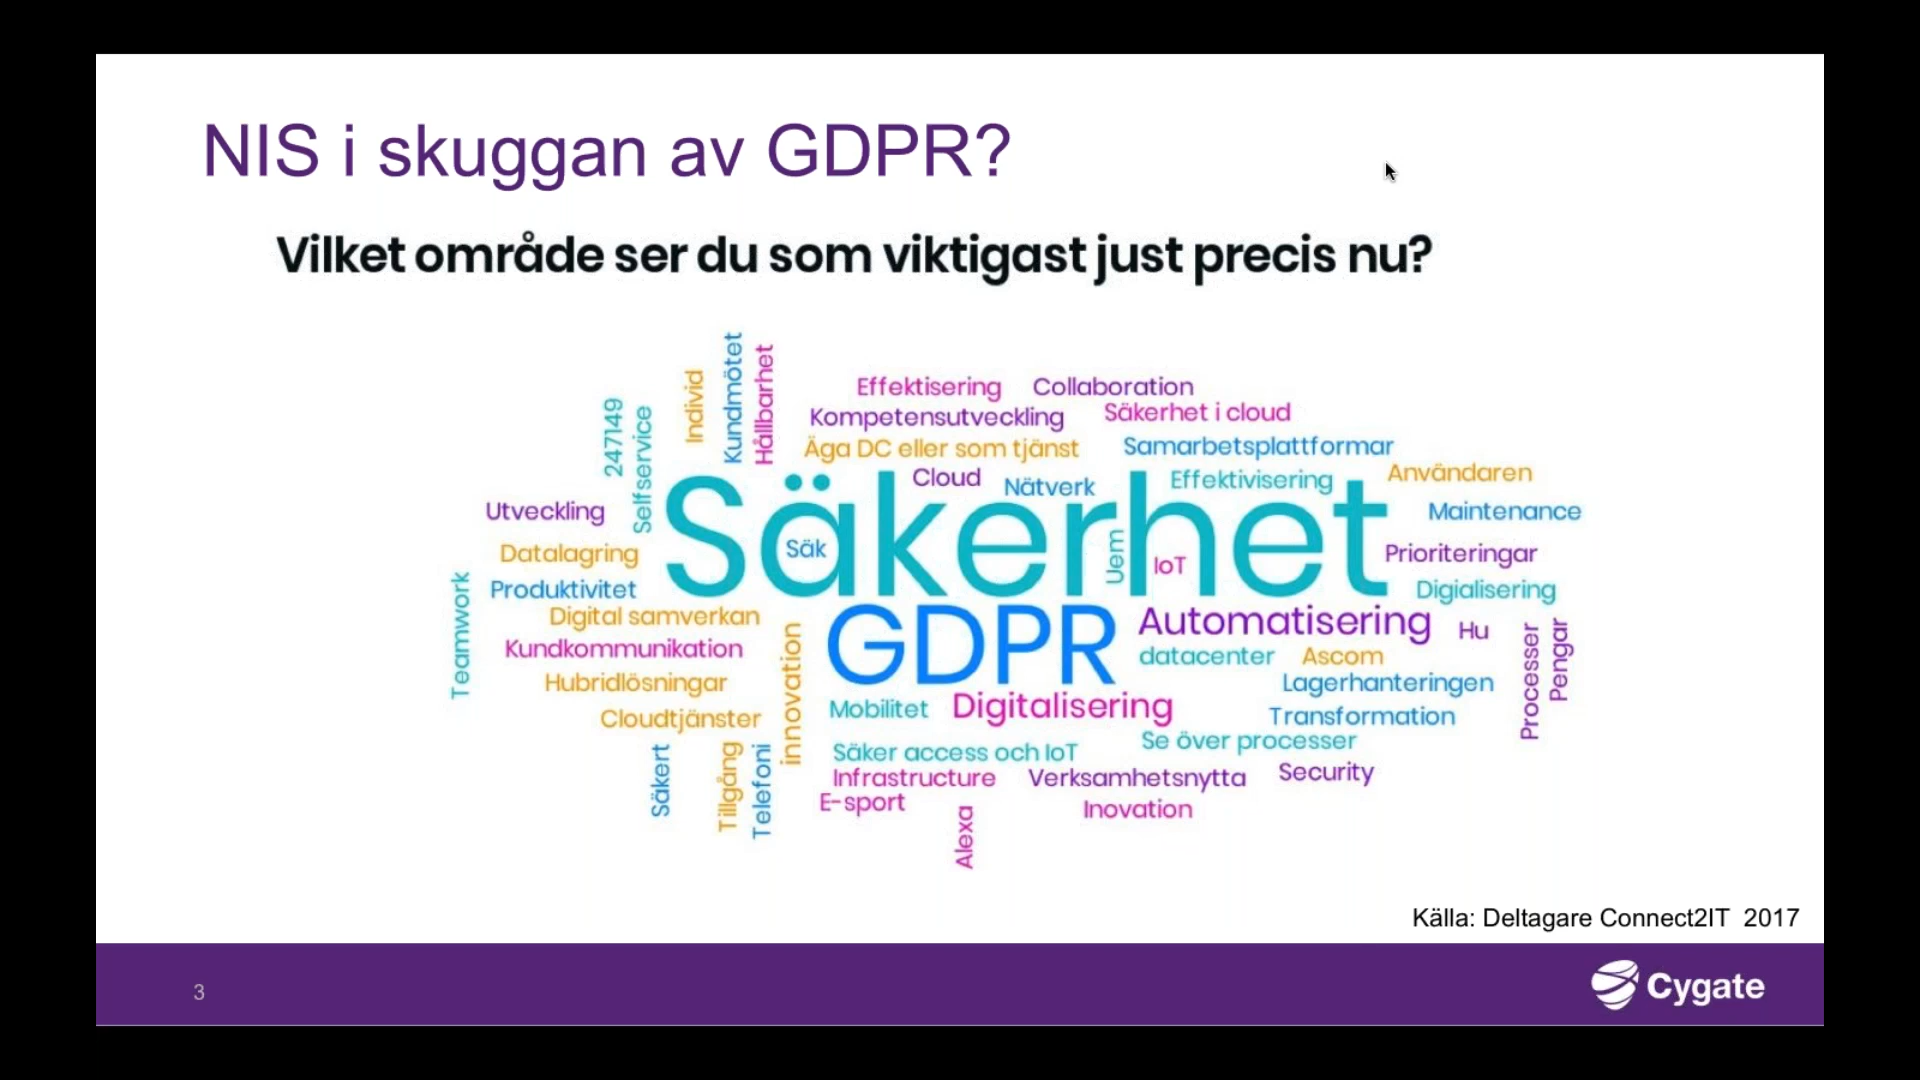 NIS i skuggan av GDPR?
Vilket område ser du som viktigast just precis nu?
Individ
Kundmötet
Hållbarhet
247149
Selfservice
Effektisering
Collaboration
Kompetensutveckling
Säkerhet i cloud
Äga DC eller som tjänst
Samarbetsplattformar
Cloud
Nätverk
Effektivisering
Användaren
Utveckling
Säkerhet
Maintenance
Datalagring
Säk
Uem
IoT
Prioriteringar
Teamwork
Produktivitet
Digialisering
Digital samverkan
GDPR
Automatisering
Hu
Processer
Pengar
Kundkommunikation
innovation
datacenter
Ascom
Hubridlösningar
Lagerhanteringen
Cloudtjänster
Mobilitet
Digitalisering
Transformation
Säkert
Tillgång
Telefoni
Säker access och IoT
Se över processer
Infrastructure
Verksamhetsnytta
Security
E-sport
Inovation
Alexa
Källa: Deltagare Connect2IT 2017
3
Cygate